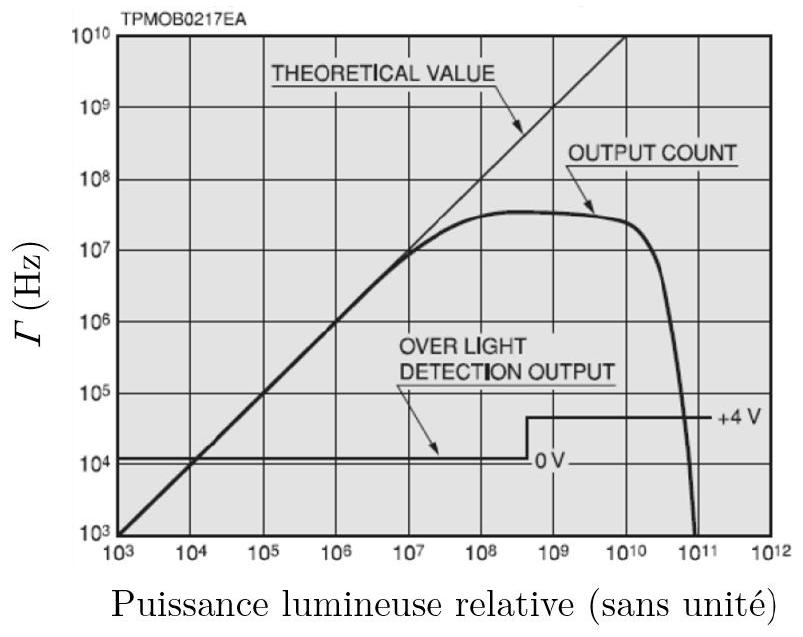 TPMOB0217EA
10¹⁰
THEORETICAL VALUE
10⁹
OUTPUT COUNT
10⁸
10⁷
Γ (Hz)
10⁶
OVER LIGHT
DETECTION OUTPUT
10⁵
+4 V
10⁴
0 V
10³
10³ 10⁴ 10⁵ 10⁶ 10⁷ 10⁸ 10⁹ 10¹⁰ 10¹¹ 10¹²
Puissance lumineuse relative (sans unité)